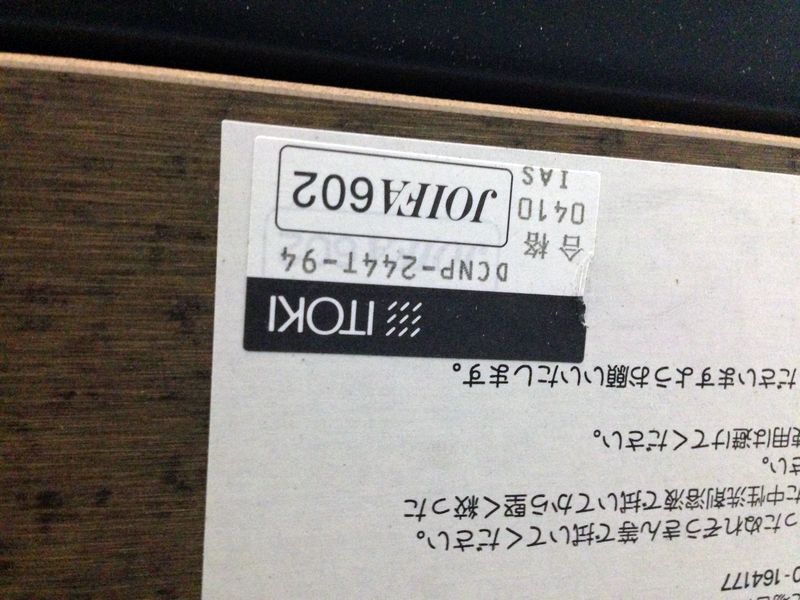 0-164177
ったぬれぞうきん等で拭いてください。
た中性洗剤溶液で拭いてから堅く絞った
さい。
使用は避けてください。
ださいますようお願いいたします。
ITOKI
DCNP-244T-94
合格
0410
IAS
JOIFA602